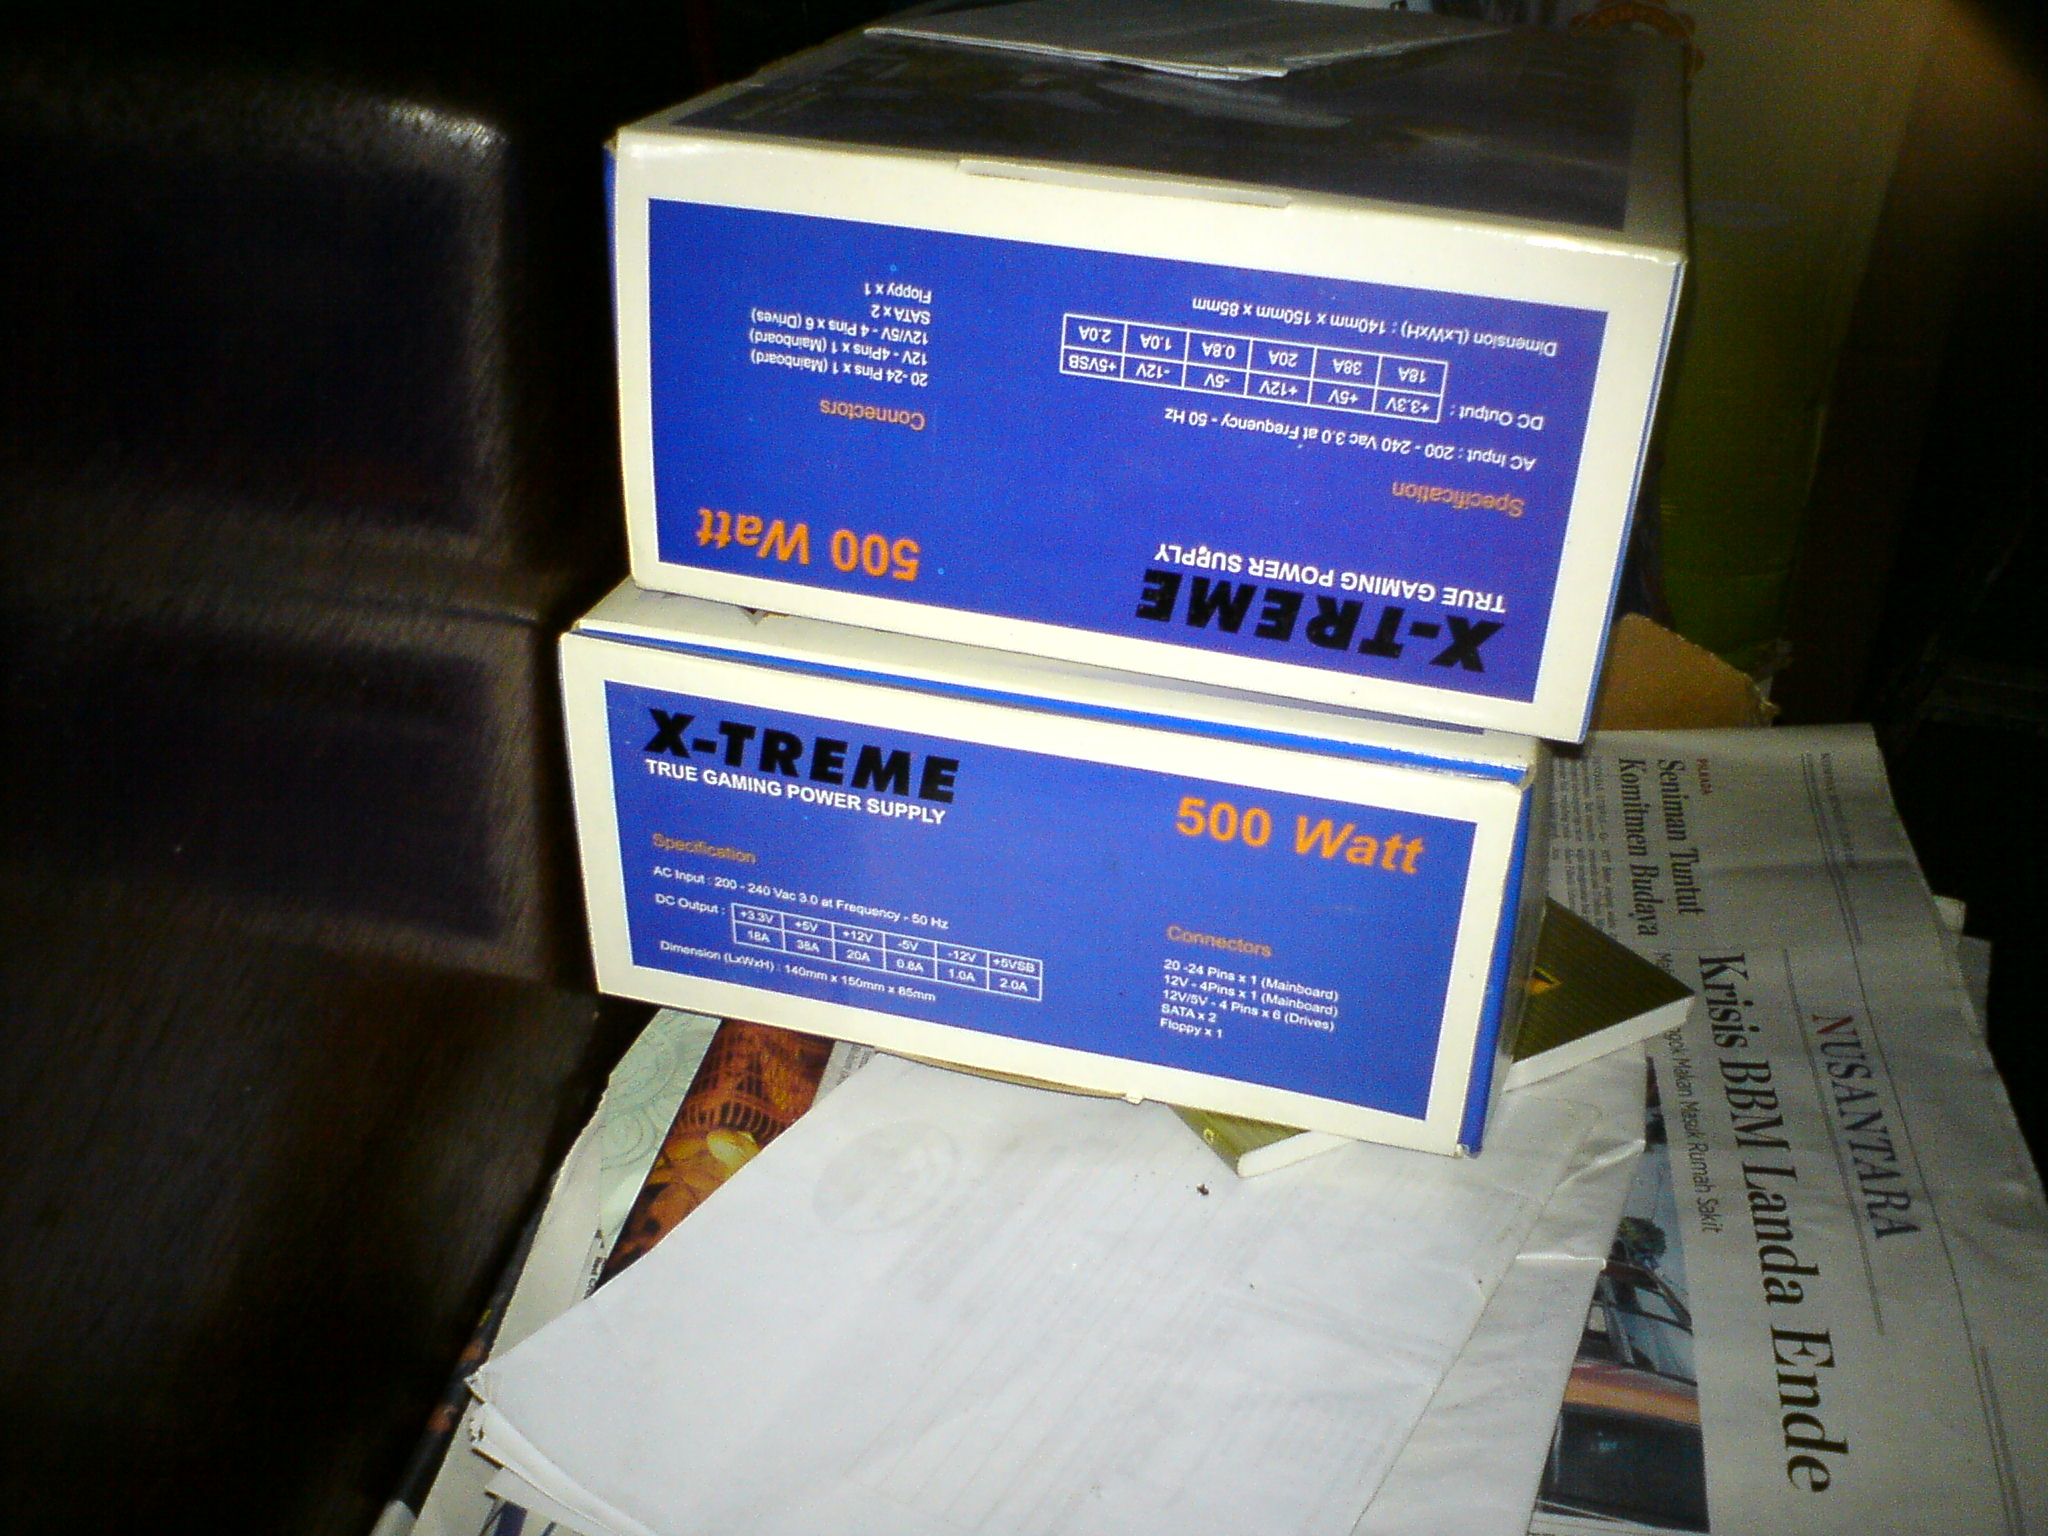 X-TREME
TRUE GAMING POWER SUPPLY
500 Watt
Specification
AC Input : 200 - 240 Vac 3.0 at Frequency - 50 Hz
DC Output :
+3.3V +5V +12V -5V -12V +5VSB
18A 38A 20A 0.8A 1.0A 2.0A
Dimension (LxWxH) : 140mm x 150mm x 85mm
Connectors
20 -24 Pins x 1 (Mainboard)
12V - 4Pins x 1 (Mainboard)
12V/5V - 4 Pins x 6 (Drives)
SATA x 2
Floppy x 1
X-TREME
TRUE GAMING POWER SUPPLY
500 Watt
Specification
AC Input : 200 - 240 Vac 3.0 at Frequency - 50 Hz
DC Output :
+3.3V +5V +12V -5V -12V +5VSB
18A 38A 20A 0.8A 1.0A 2.0A
Dimension (LxWxH) : 140mm x 150mm x 85mm
Connectors
20 -24 Pins x 1 (Mainboard)
12V - 4Pins x 1 (Mainboard)
12V/5V - 4 Pins x 6 (Drives)
SATA x 2
Floppy x 1
NUSANTARA
Krisis BBM Landa Ende
Makan Masuk Rumah Sakit
Seniman Tuntut
Komitmen Budaya